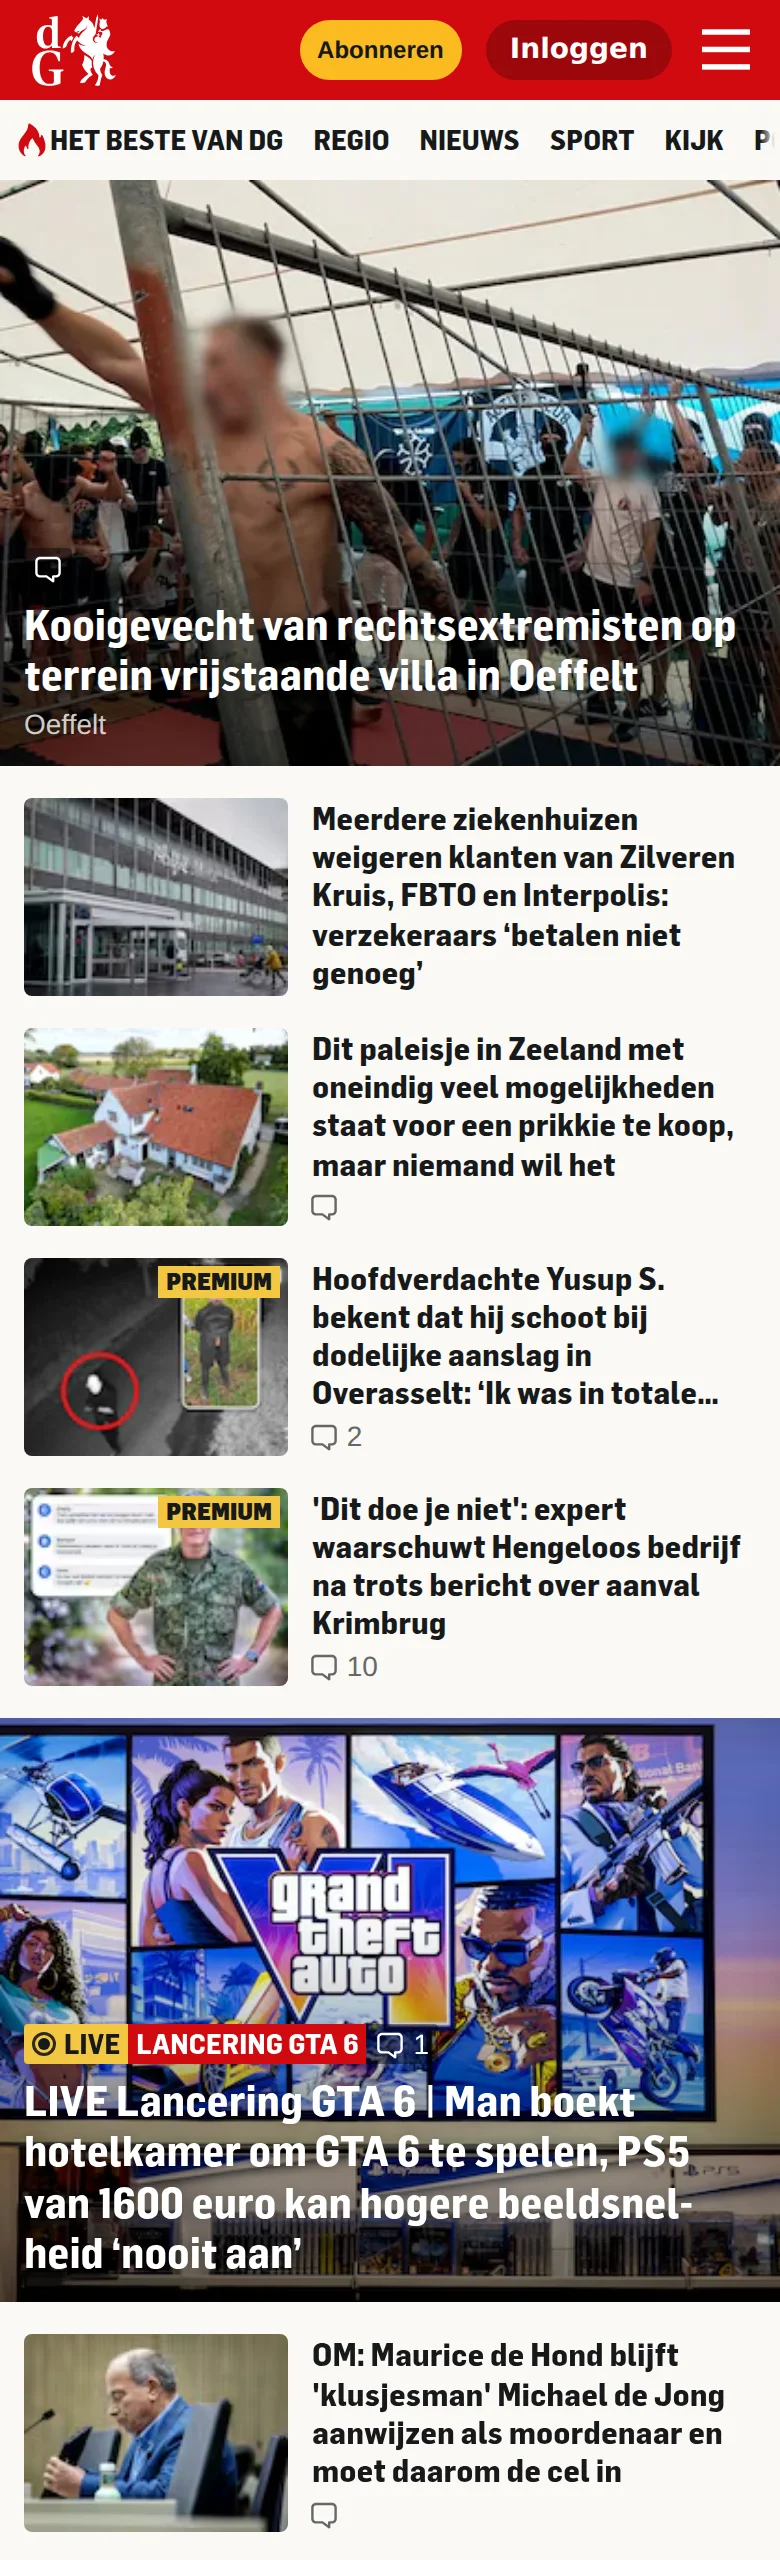 dG
Abonneren
Inloggen
HET BESTE VAN DG REGIO NIEUWS SPORT KIJK
Kooigevecht van rechtsextremisten op
terrein vrijstaande villa in Oeffelt
Oeffelt
Meerdere ziekenhuizen
weigeren klanten van Zilveren
Kruis, FBTO en Interpolis:
verzekeraars ‘betalen niet
genoeg’
Dit paleisje in Zeeland met
oneindig veel mogelijkheden
staat voor een prikkie te koop,
maar niemand wil het
PREMIUM
Hoofdverdachte Yusup S.
bekent dat hij schoot bij
dodelijke aanslag in
Overasselt: ‘Ik was in totale...
2
PREMIUM
'Dit doe je niet': expert
waarschuwt Hengeloos bedrijf
na trots bericht over aanval
Krimbrug
10
VI
grand
theft
auto
LIVE LANCERING GTA 6 1
LIVE Lancering GTA 6 | Man boekt
hotelkamer om GTA 6 te spelen, PS5
van 1600 euro kan hogere beeldsnel-
heid ‘nooit aan’
OM: Maurice de Hond blijft
'klusjesman' Michael de Jong
aanwijzen als moordenaar en
moet daarom de cel in